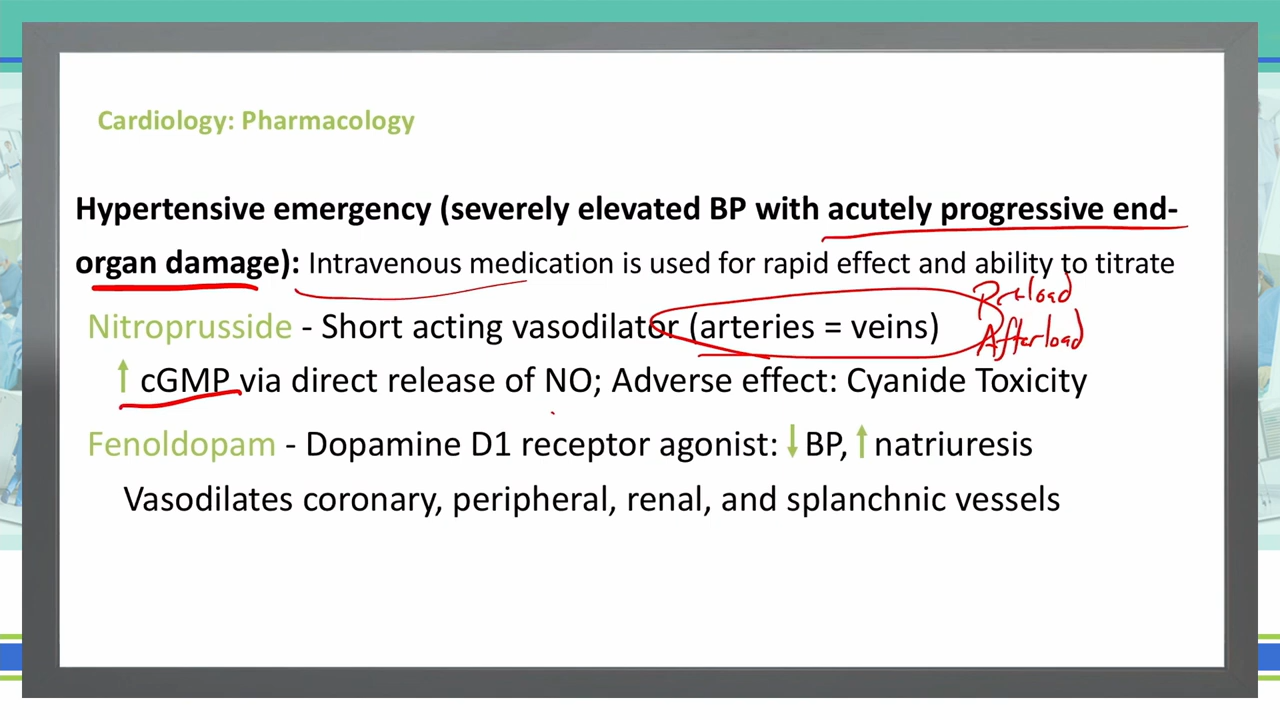 Cardiology: Pharmacology
Hypertensive emergency (severely elevated BP with acutely progressive end-
organ damage): Intravenous medication is used for rapid effect and ability to titrate
Preload
Nitroprusside - Short acting vasodilator (arteries = veins)
Afterload
↑ cGMP via direct release of NO; Adverse effect: Cyanide Toxicity
Fenoldopam - Dopamine D1 receptor agonist: ↓ BP, ↑ natriuresis
Vasodilates coronary, peripheral, renal, and splanchnic vessels